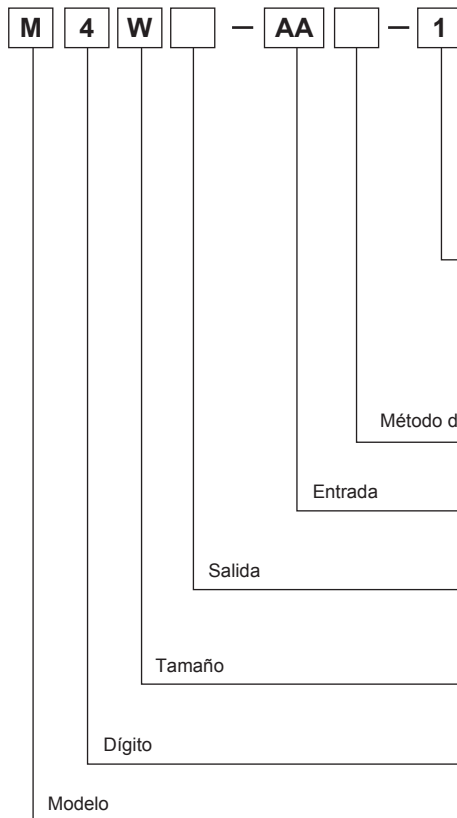 M 4 W — AA — 1
Método d
Entrada
Salida
Tamaño
Dígito
Modelo